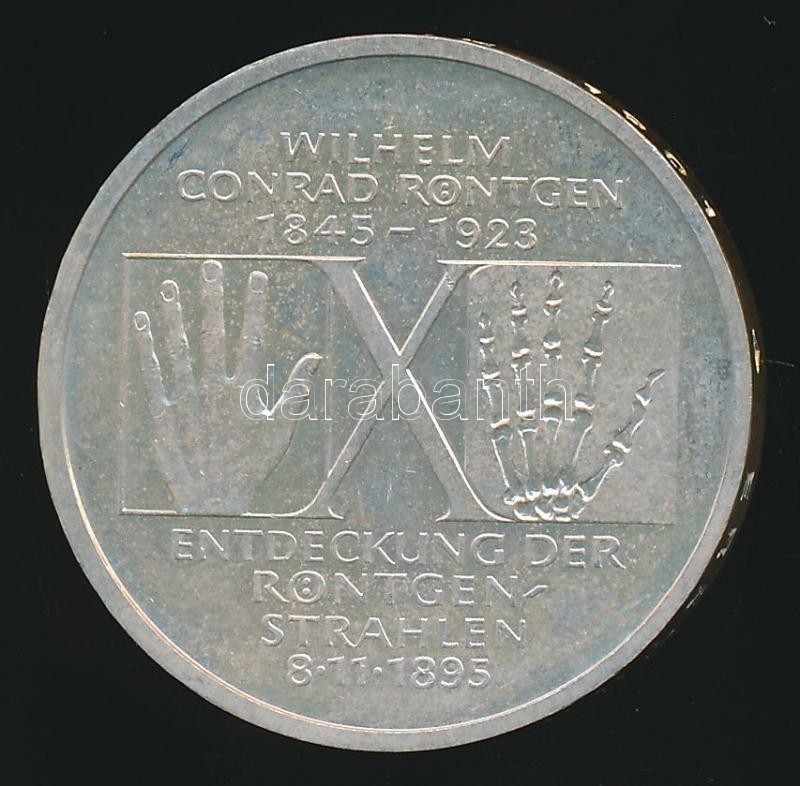 WILHELM
CONRAD RÖNTGEN
1845 – 1923
X
darabanth
ENTDECKUNG DER
RÖNTGEN-
STRAHLEN
8·11·1895